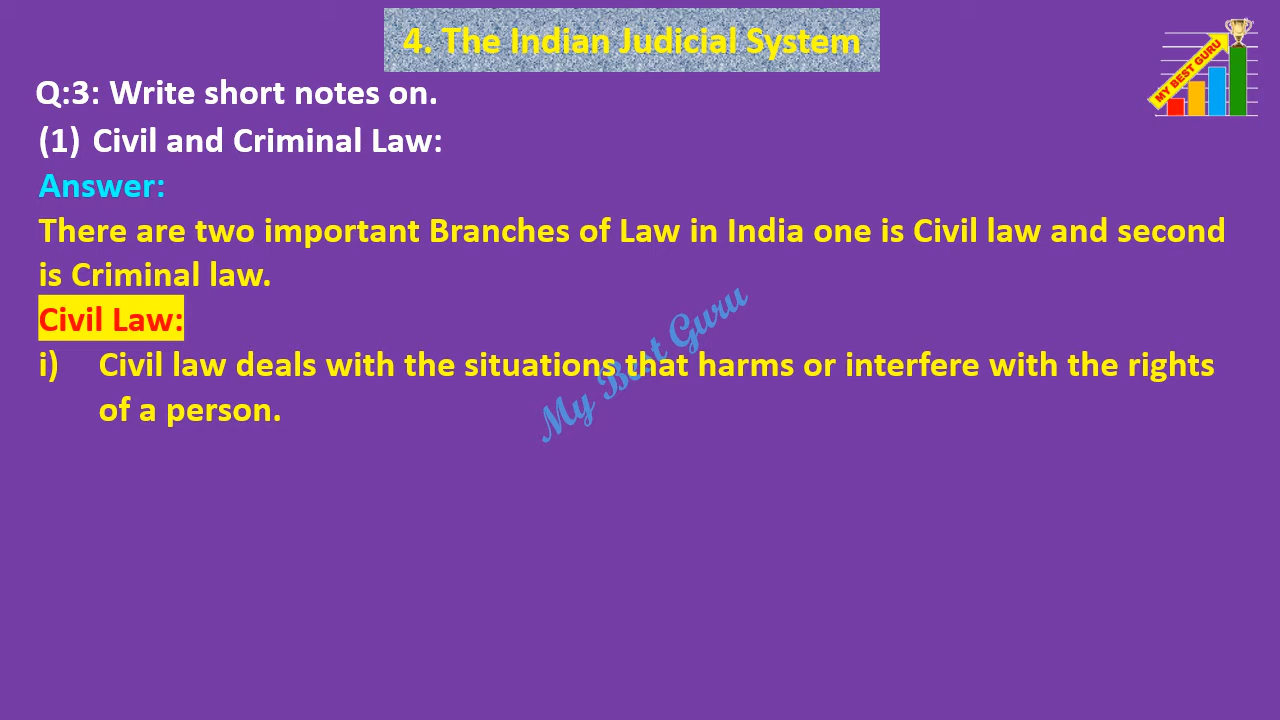 4. The Indian Judicial System
MY BEST GURU
Q:3: Write short notes on.
(1) Civil and Criminal Law:
Answer:
There are two important Branches of Law in India one is Civil law and second
is Criminal law.
Civil Law:
i) Civil law deals with the situations that harms or interfere with the rights
of a person.
My Best Guru